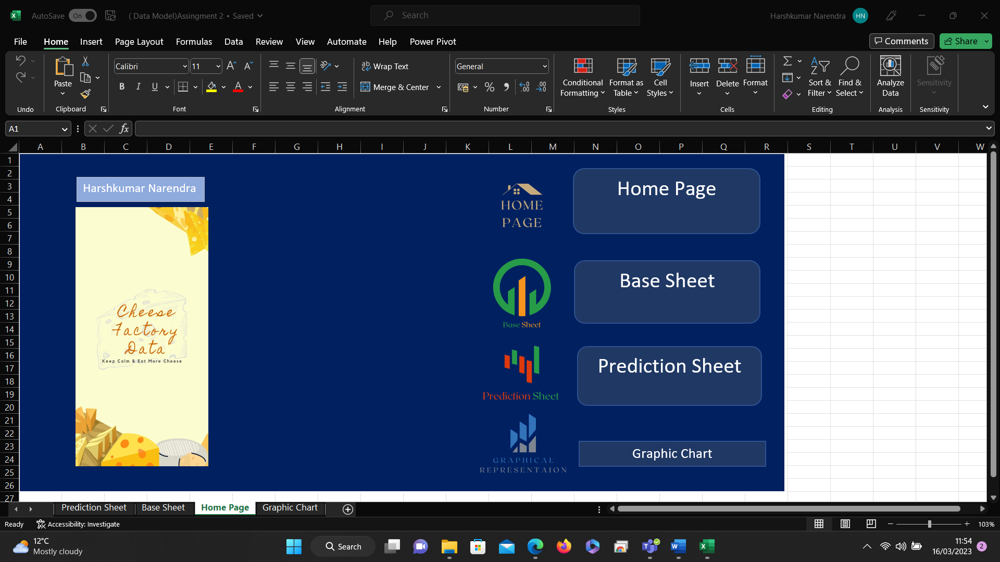 AutoSave On ( Data Model)Assingment 2 • Saved Search Harshkumar Narendra HN
File Home Insert Page Layout Formulas Data Review View Automate Help Power Pivot Comments Share
Calibri 11 Wrap Text General
Paste B I U Merge & Center % Conditional Formatting Format as Table Cell Styles Insert Delete Format Sort & Filter Find & Select Analyze Data Sensitivity
Undo Clipboard Font Alignment Number Styles Cells Editing Analysis Sensitivity
A1 fx
A B C D E F G H I J K L M N O P Q R S T U V W
1
2
3
4
5
6
7
8
9
10
11
12
13
14
15
16
17
18
19
20
21
22
23
24
25
26
27
Harshkumar Narendra
Cheese
Factory
Data
Keep Calm & Eat More Cheese
HOME
PAGE
Home Page
Base Sheet
Base Sheet
Prediction Sheet
Prediction Sheet
GRAPHICAL
REPRESENTAION
Graphic Chart
Prediction Sheet Base Sheet Home Page Graphic Chart
Ready Accessibility: Investigate 103%
12°C
Mostly cloudy
Search
11:54
16/03/2023
2